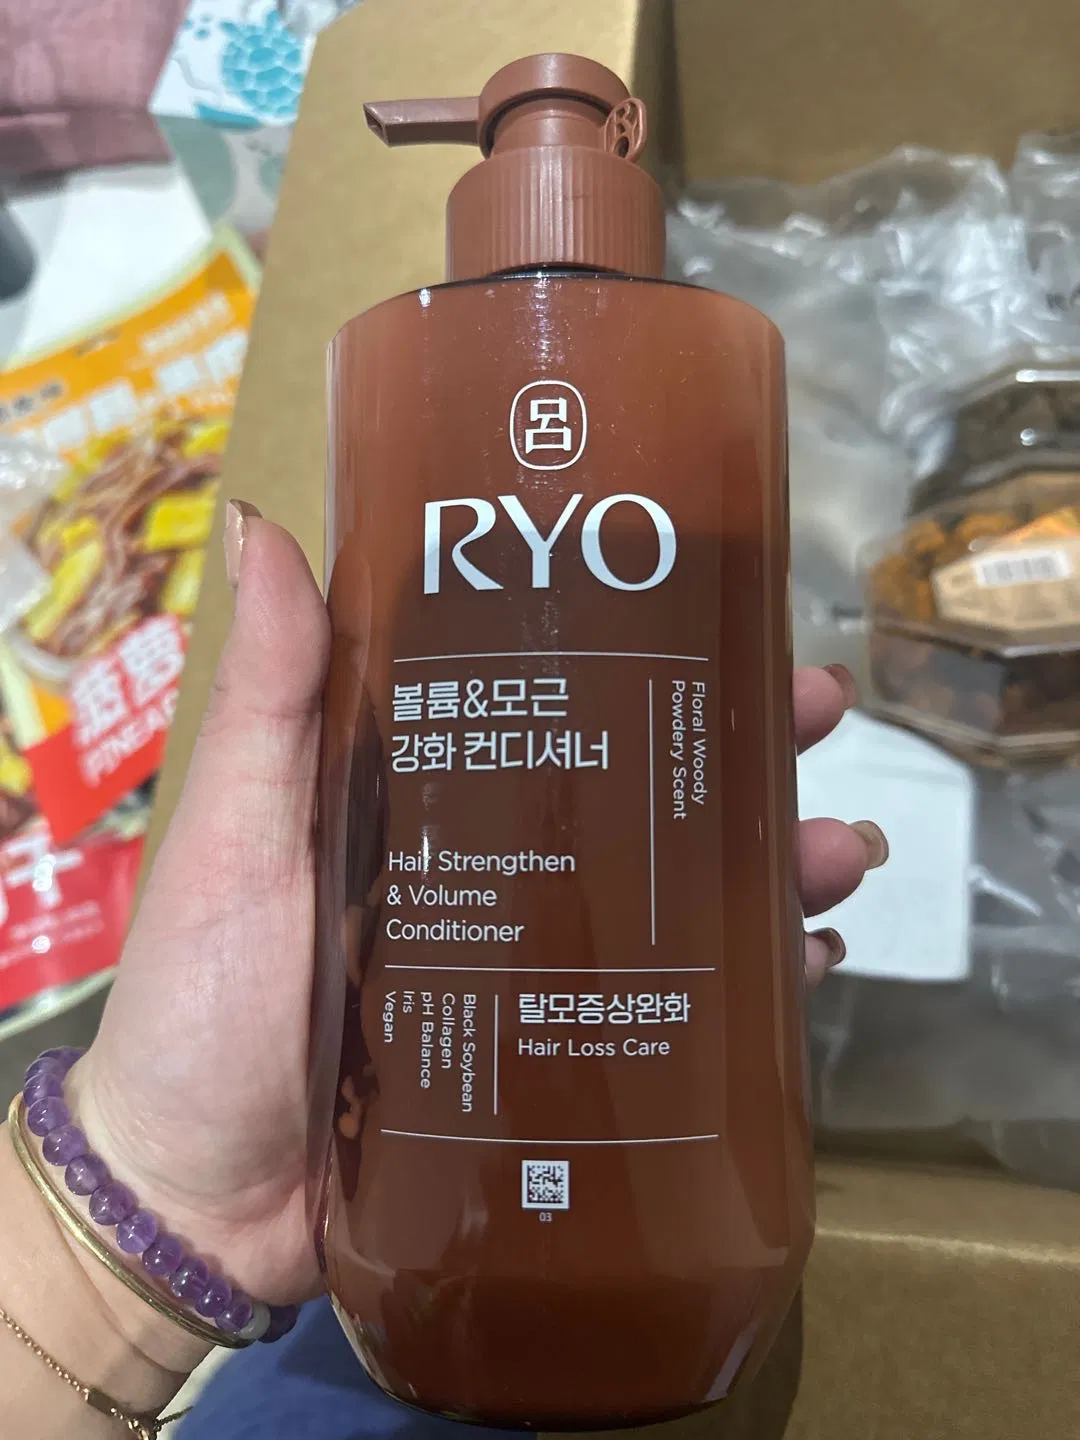 呂
RYO
볼륨&모근
강화 컨디셔너
Floral Woody
Powdery Scent
Hair Strengthen
& Volume
Conditioner
Black Soybean
Collagen
pH Balance
Iris
Vegan
탈모증상완화
Hair Loss Care
03